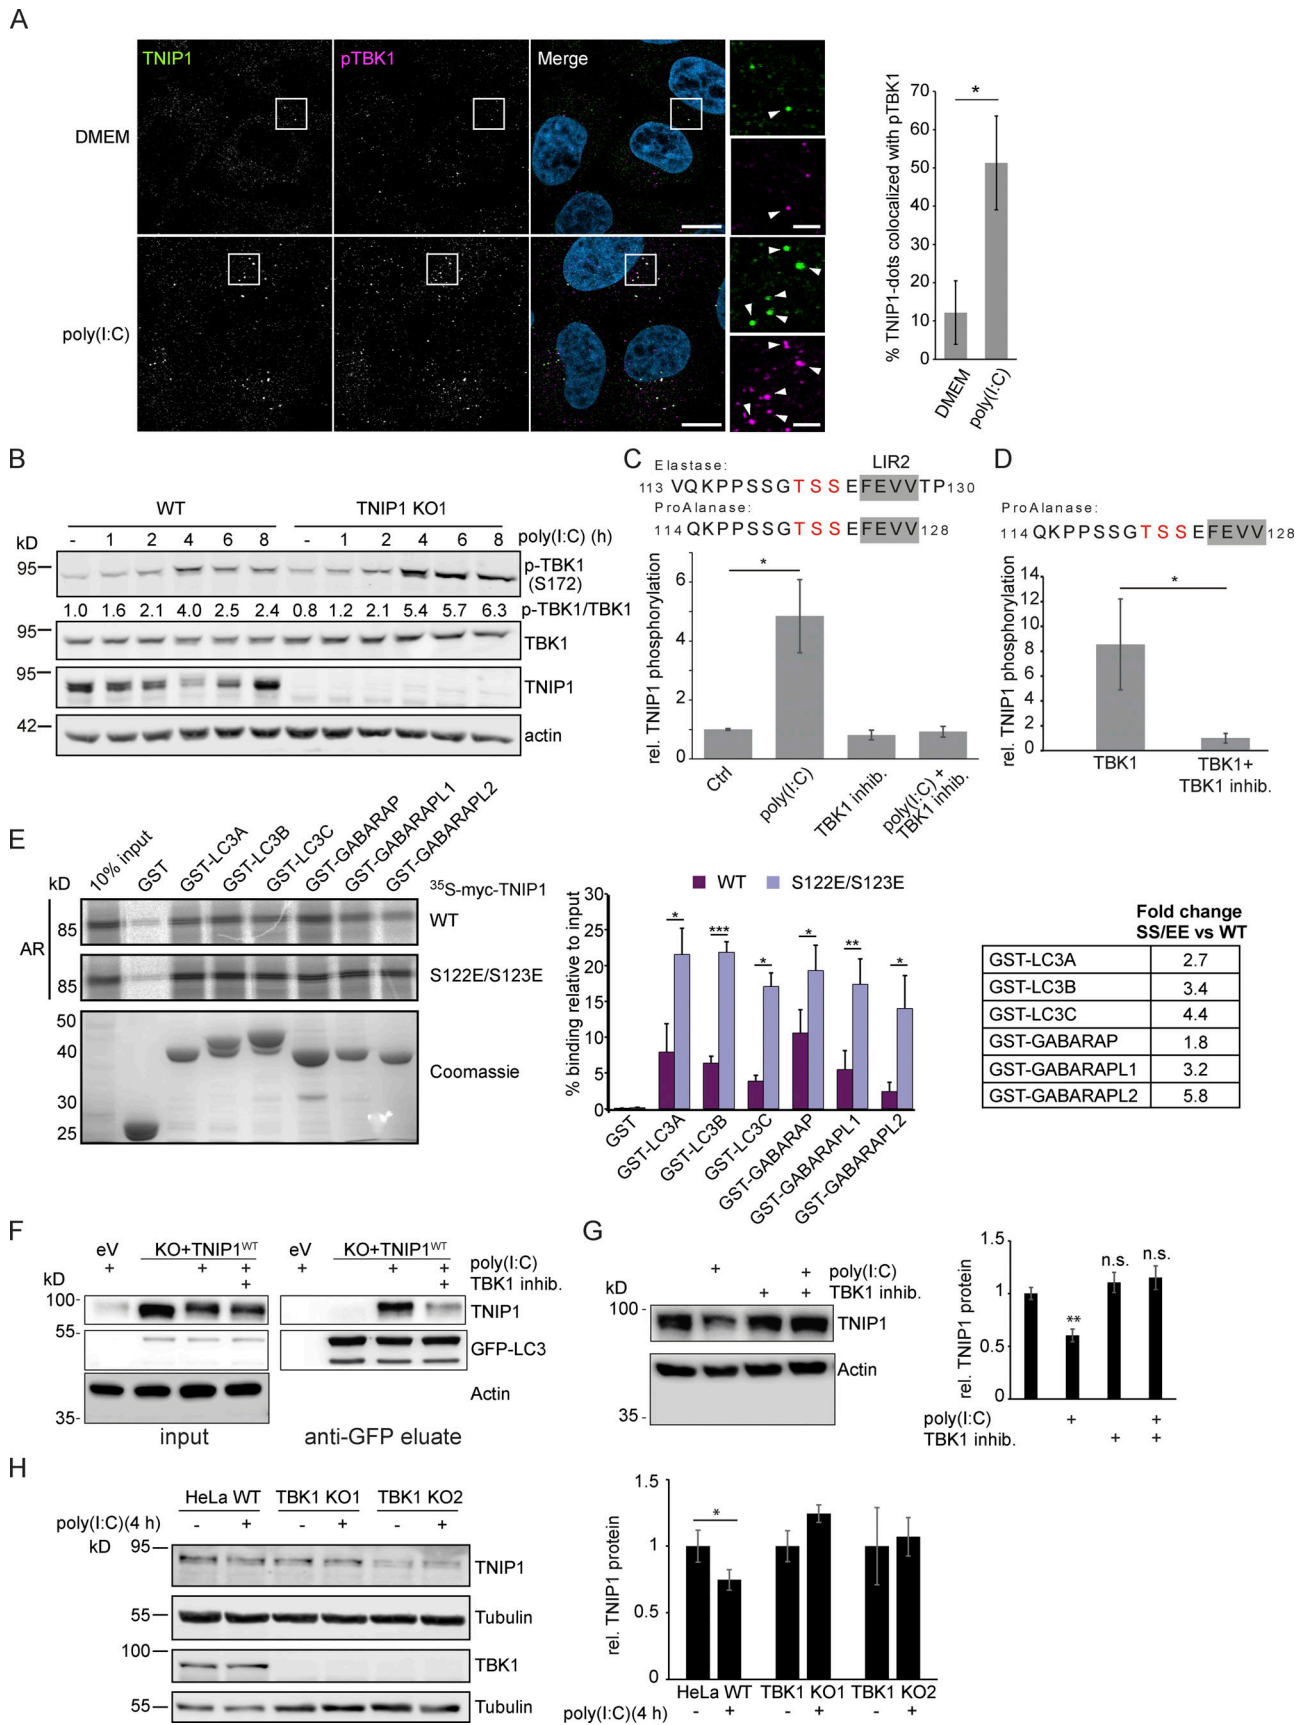 A
TNIP1
pTBK1
Merge
DMEM
poly(I:C)
% TNIP1-dots colocalized with pTBK1
70
60
50
40
30
20
10
0
*
DMEM
poly(I:C)
B
WT
TNIP1 KO1
kD
- 1 2 4 6 8 - 1 2 4 6 8 poly(I:C) (h)
95
p-TBK1
(S172)
1.0 1.6 2.1 4.0 2.5 2.4 0.8 1.2 2.1 5.4 5.7 6.3 p-TBK1/TBK1
95
TBK1
95
TNIP1
42
actin
C
Elastase:
LIR2
113 VQKPPSSGTSSEFEVVTP130
ProAlanase:
114 QKPPSSGTSSEFEVV128
rel. TNIP1 phosphorylation
6
4
2
0
*
Ctrl
poly(I:C)
TBK1 inhib.
poly(I:C) +
TBK1 inhib.
D
ProAlanase:
114 QKPPSSGTSSEFEVV128
rel. TNIP1 phosphorylation
14
12
10
8
6
4
2
0
*
TBK1
TBK1+
TBK1 inhib.
E
kD
10% input
GST
GST-LC3A
GST-LC3B
GST-LC3C
GST-GABARAP
GST-GABARAPL1
GST-GABARAPL2
35S-myc-TNIP1
AR
85
WT
85
S122E/S123E
50
40
30
25
Coomassie
WT S122E/S123E
% binding relative to input
30
25
20
15
10
5
0
* *** * * ** *
GST
GST-LC3A
GST-LC3B
GST-LC3C
GST-GABARAP
GST-GABARAPL1
GST-GABARAPL2
Fold change
SS/EE vs WT
GST-LC3A 2.7
GST-LC3B 3.4
GST-LC3C 4.4
GST-GABARAP 1.8
GST-GABARAPL1 3.2
GST-GABARAPL2 5.8
F
eV KO+TNIP1WT eV KO+TNIP1WT
+ + + + + + poly(I:C)
+ + TBK1 inhib.
kD
100-
TNIP1
55-
GFP-LC3
Actin
35-
input
anti-GFP eluate
G
+ + poly(I:C)
+ + TBK1 inhib.
kD
100-
TNIP1
Actin
35-
rel. TNIP1 protein
1.5
1
0.5
0
** n.s. n.s.
poly(I:C) + +
TBK1 inhib. + +
H
HeLa WT TBK1 KO1 TBK1 KO2
poly(I:C)(4 h) - + - + - +
kD
95
TNIP1
55
Tubulin
100
TBK1
55
Tubulin
rel. TNIP1 protein
1.5
1
0.5
0
*
HeLa WT TBK1 KO1 TBK1 KO2
poly(I:C)(4 h) - + - + - +